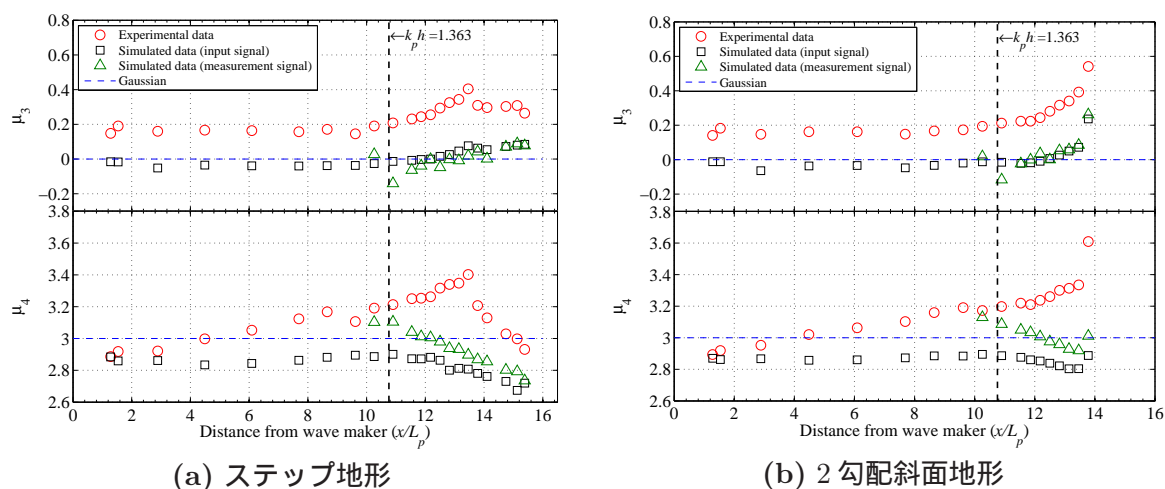 0.8
0.6
0.4
0.2
0
−0.2
μ3
Experimental data
Simulated data (input signal)
Simulated data (measurement signal)
Gaussian
←k_p h =1.363
3.8
3.6
3.4
3.2
3
2.8
2.6
μ4
0 2 4 6 8 10 12 14 16
Distance from wave maker (x/L_p)
(a) ステップ地形
0.8
0.6
0.4
0.2
0
−0.2
μ3
Experimental data
Simulated data (input signal)
Simulated data (measurement signal)
Gaussian
←k_p h =1.363
3.8
3.6
3.4
3.2
3
2.8
2.6
μ4
0 2 4 6 8 10 12 14 16
Distance from wave maker (x/L_p)
(b) 2 勾配斜面地形